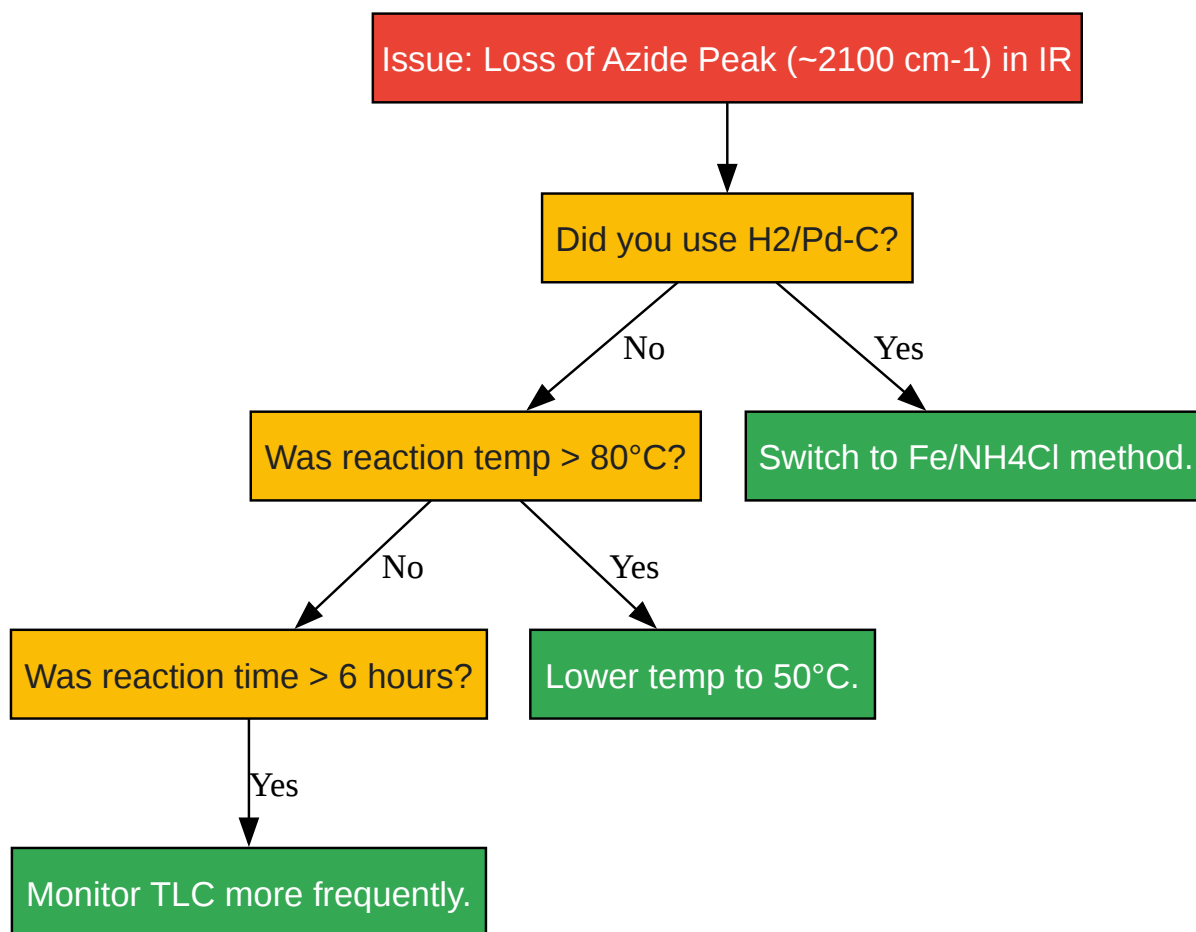 Issue: Loss of Azide Peak (~2100 cm-1) in IR
Did you use H2/Pd-C?
No
Yes
Was reaction temp > 80°C?
Switch to Fe/NH4Cl method.
No
Yes
Was reaction time > 6 hours?
Lower temp to 50°C.
Yes
Monitor TLC more frequently.